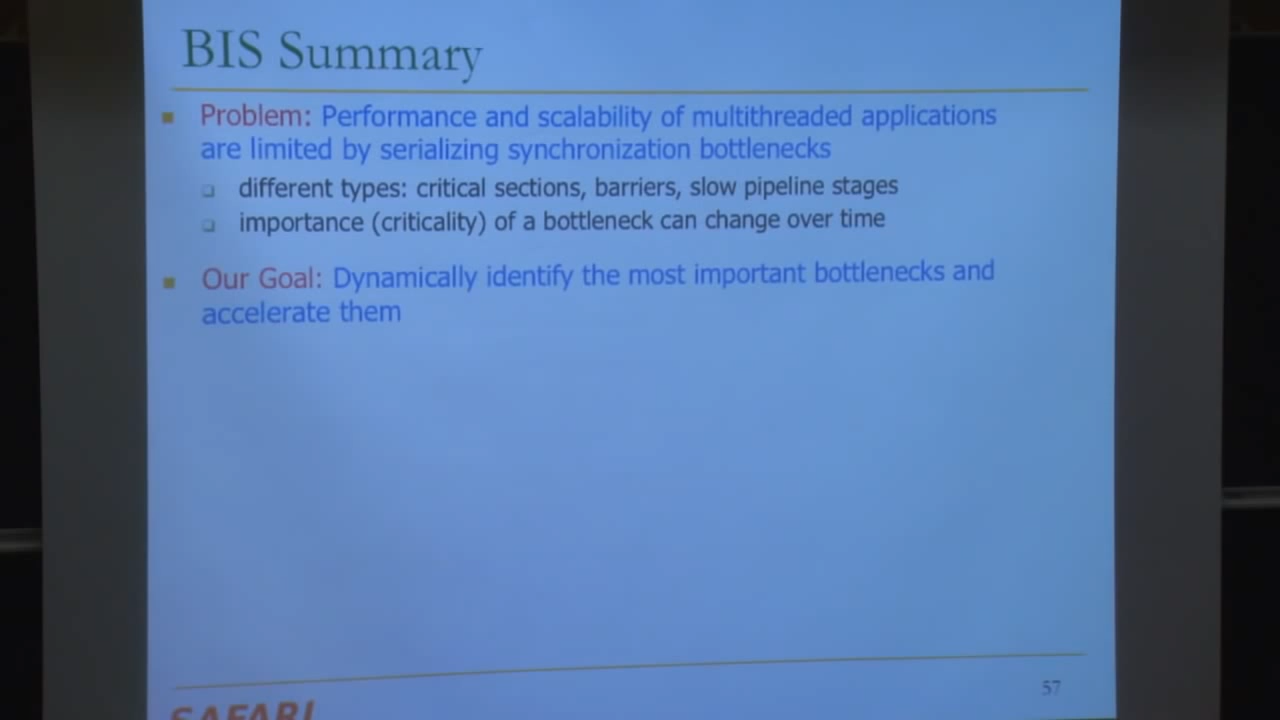 BIS Summary
Problem: Performance and scalability of multithreaded applications
are limited by serializing synchronization bottlenecks
different types: critical sections, barriers, slow pipeline stages
importance (criticality) of a bottleneck can change over time
Our Goal: Dynamically identify the most important bottlenecks and
accelerate them
57
SAFARI